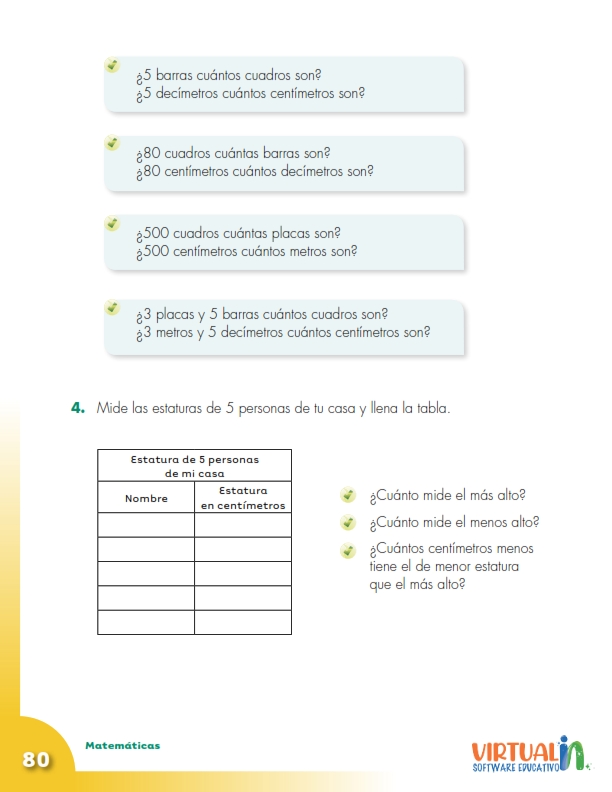 ¿5 barras cuántos cuadros son?
¿5 decímetros cuántos centímetros son?
¿80 cuadros cuántas barras son?
¿80 centímetros cuántos decímetros son?
¿500 cuadros cuántas placas son?
¿500 centímetros cuántos metros son?
¿3 placas y 5 barras cuántos cuadros son?
¿3 metros y 5 decímetros cuántos centímetros son?
4. Mide las estaturas de 5 personas de tu casa y llena la tabla.
Estatura de 5 personas
de mi casa
Nombre
Estatura
en centímetros
¿Cuánto mide el más alto?
¿Cuánto mide el menos alto?
¿Cuántos centímetros menos
tiene el de menor estatura
que el más alto?
80
Matemáticas
VIRTUALIN
SOFTWARE EDUCATIVO